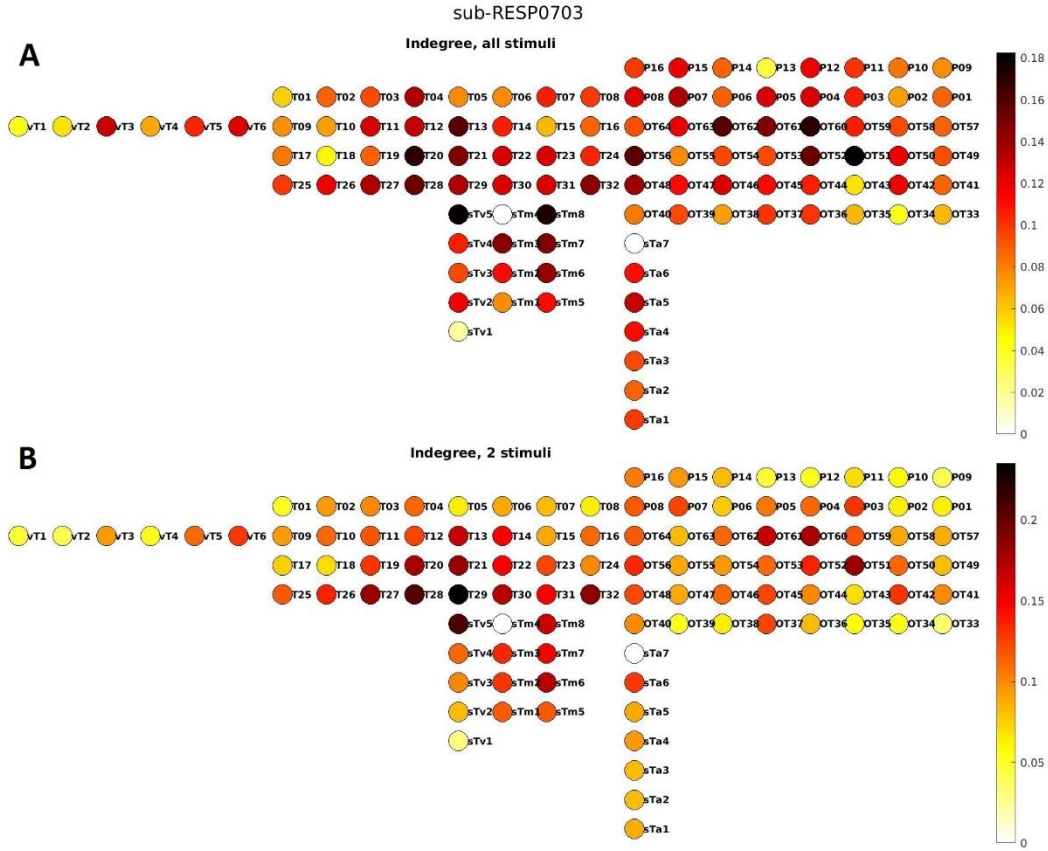 sub-RESP0703
A
Indegree, all stimuli
P16 P15 P14 P13 P12 P11 P10 P09
T01 T02 T03 T04 T05 T06 T07 T08 P08 P07 P06 P05 P04 P03 P02 P01
vT1 vT2 vT3 vT4 vT5 vT6 T09 T10 T11 T12 T13 T14 T15 T16 OT64 OT63 OT62 OT61 OT60 OT59 OT58 OT57
T17 T18 T19 T20 T21 T22 T23 T24 OT56 OT55 OT54 OT53 OT52 OT51 OT50 OT49
T25 T26 T27 T28 T29 T30 T31 T32 OT48 OT47 OT46 OT45 OT44 OT43 OT42 OT41
sTv5 sTm4 sTm8 OT40 OT39 OT38 OT37 OT36 OT35 OT34 OT33
sTv4 sTm3 sTm7 sTa7
sTv3 sTm2 sTm6 sTa6
sTv2 sTm1 sTm5 sTa5
sTv1 sTa4
sTa3
sTa2
sTa1
0.18
0.16
0.14
0.12
0.1
0.08
0.06
0.04
0.02
0
B
Indegree, 2 stimuli
P16 P15 P14 P13 P12 P11 P10 P09
T01 T02 T03 T04 T05 T06 T07 T08 P08 P07 P06 P05 P04 P03 P02 P01
vT1 vT2 vT3 vT4 vT5 vT6 T09 T10 T11 T12 T13 T14 T15 T16 OT64 OT63 OT62 OT61 OT60 OT59 OT58 OT57
T17 T18 T19 T20 T21 T22 T23 T24 OT56 OT55 OT54 OT53 OT52 OT51 OT50 OT49
T25 T26 T27 T28 T29 T30 T31 T32 OT48 OT47 OT46 OT45 OT44 OT43 OT42 OT41
sTv5 sTm4 sTm8 OT40 OT39 OT38 OT37 OT36 OT35 OT34 OT33
sTv4 sTm3 sTm7 sTa7
sTv3 sTm2 sTm6 sTa6
sTv2 sTm1 sTm5 sTa5
sTv1 sTa4
sTa3
sTa2
sTa1
0.2
0.15
0.1
0.05
0